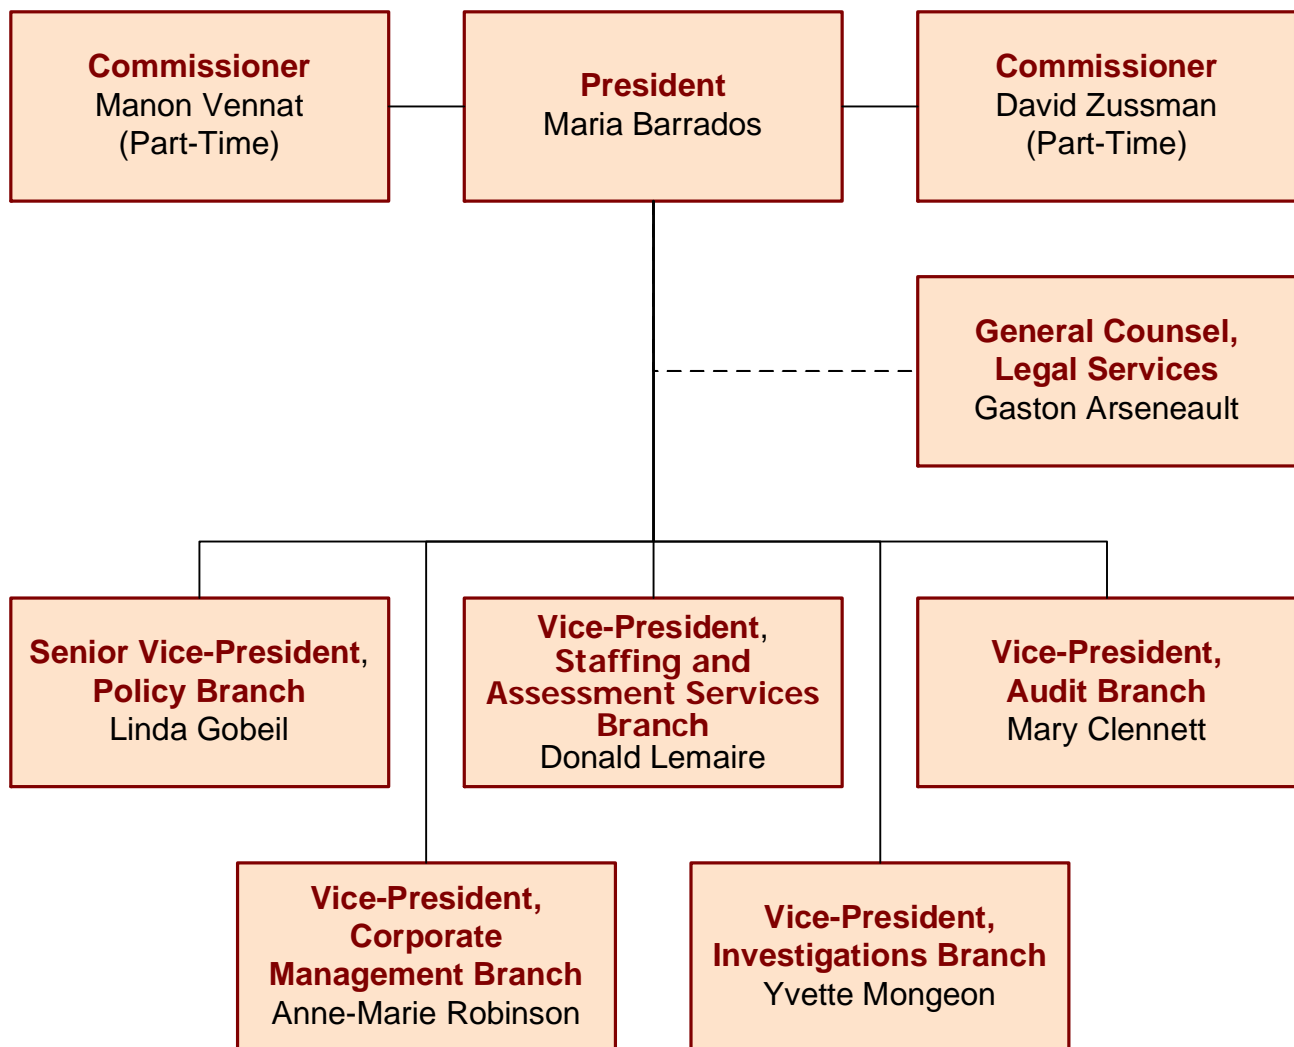 Commissioner
Manon Vennat
(Part-Time)
President
Maria Barrados
Commissioner
David Zussman
(Part-Time)
General Counsel,
Legal Services
Gaston Arseneault
Senior Vice-President,
Policy Branch
Linda Gobeil
Vice-President,
Staffing and
Assessment Services
Branch
Donald Lemaire
Vice-President,
Audit Branch
Mary Clennett
Vice-President,
Corporate
Management Branch
Anne-Marie Robinson
Vice-President,
Investigations Branch
Yvette Mongeon